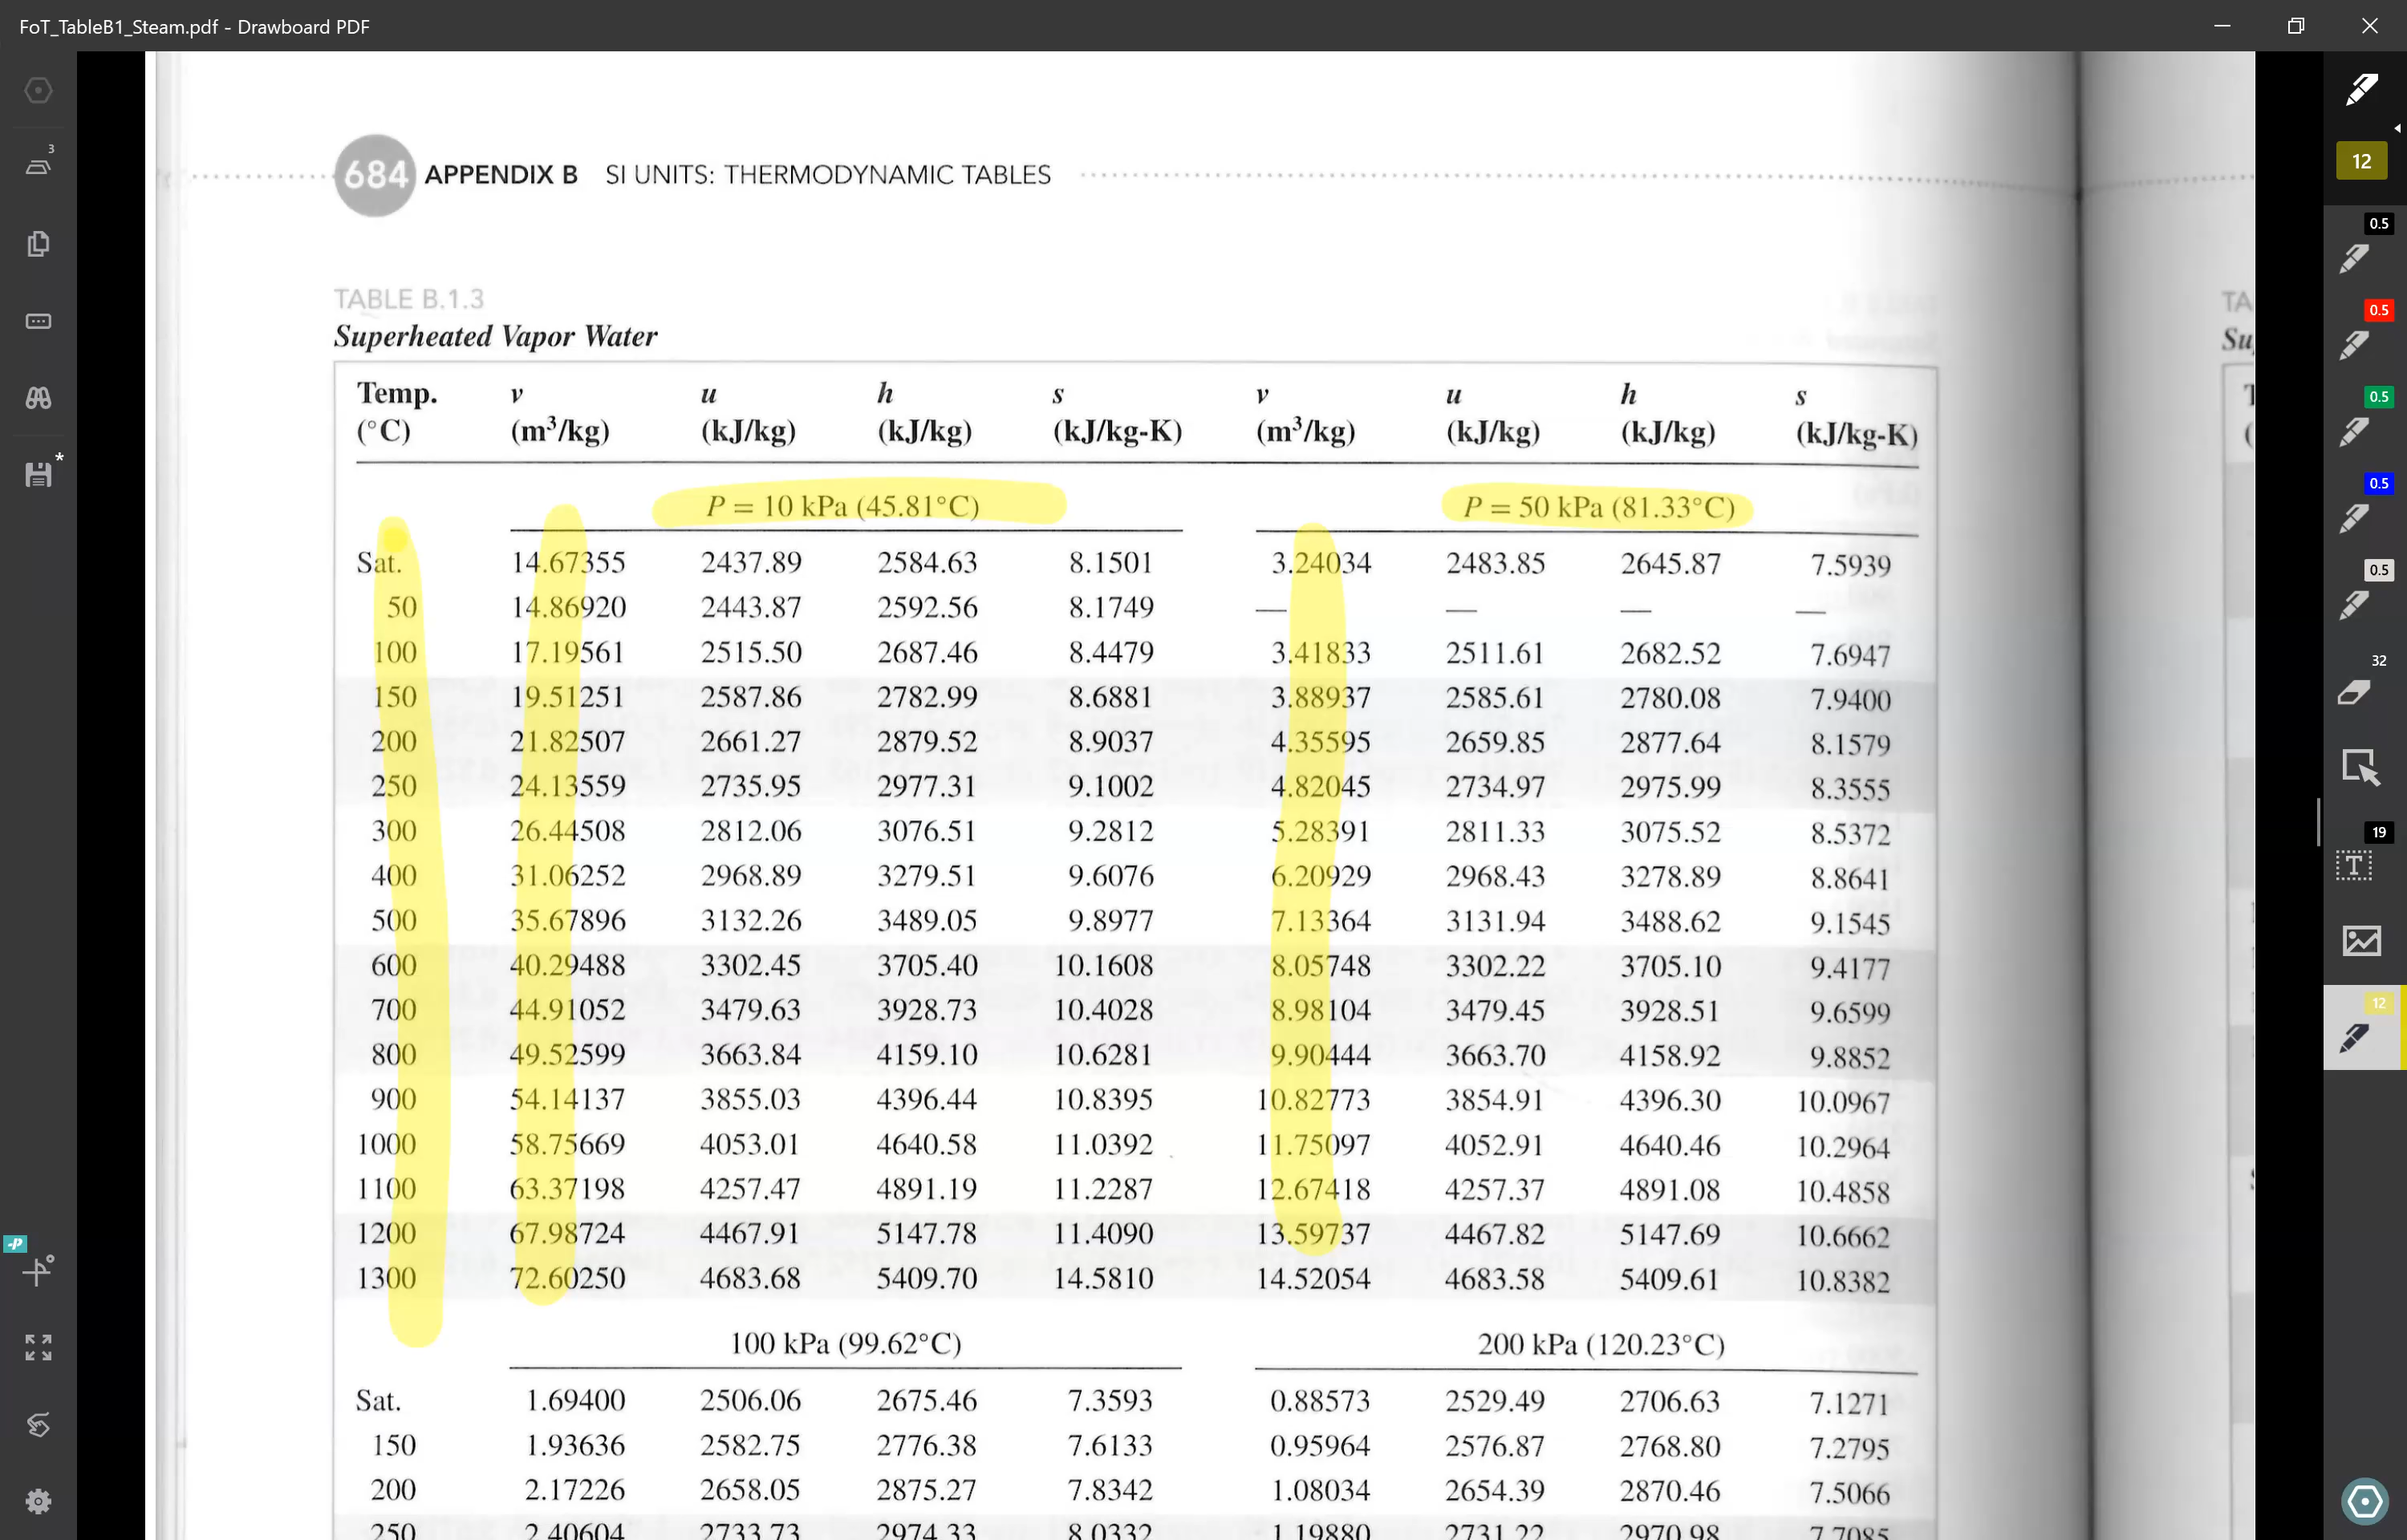 FoT_TableB1_Steam.pdf - Drawboard PDF
3
12
0.5
0.5
0.5
0.5
0.5
32
19
12
684 APPENDIX B SI UNITS: THERMODYNAMIC TABLES
TABLE B.1.3
Superheated Vapor Water
Temp. v u h s v u h s
(°C) (m³/kg) (kJ/kg) (kJ/kg) (kJ/kg-K) (m³/kg) (kJ/kg) (kJ/kg) (kJ/kg-K)
P = 10 kPa (45.81°C) P = 50 kPa (81.33°C)
Sat. 14.67355 2437.89 2584.63 8.1501 3.24034 2483.85 2645.87 7.5939
50 14.86920 2443.87 2592.56 8.1749 — — — —
100 17.19561 2515.50 2687.46 8.4479 3.41833 2511.61 2682.52 7.6947
150 19.51251 2587.86 2782.99 8.6881 3.88937 2585.61 2780.08 7.9400
200 21.82507 2661.27 2879.52 8.9037 4.35595 2659.85 2877.64 8.1579
250 24.13559 2735.95 2977.31 9.1002 4.82045 2734.97 2975.99 8.3555
300 26.44508 2812.06 3076.51 9.2812 5.28391 2811.33 3075.52 8.5372
400 31.06252 2968.89 3279.51 9.6076 6.20929 2968.43 3278.89 8.8641
500 35.67896 3132.26 3489.05 9.8977 7.13364 3131.94 3488.62 9.1545
600 40.29488 3302.45 3705.40 10.1608 8.05748 3302.22 3705.10 9.4177
700 44.91052 3479.63 3928.73 10.4028 8.98104 3479.45 3928.51 9.6599
800 49.52599 3663.84 4159.10 10.6281 9.90444 3663.70 4158.92 9.8852
900 54.14137 3855.03 4396.44 10.8395 10.82773 3854.91 4396.30 10.0967
1000 58.75669 4053.01 4640.58 11.0392 11.75097 4052.91 4640.46 10.2964
1100 63.37198 4257.47 4891.19 11.2287 12.67418 4257.37 4891.08 10.4858
1200 67.98724 4467.91 5147.78 11.4090 13.59737 4467.82 5147.69 10.6662
1300 72.60250 4683.68 5409.70 14.5810 14.52054 4683.58 5409.61 10.8382
100 kPa (99.62°C) 200 kPa (120.23°C)
Sat. 1.69400 2506.06 2675.46 7.3593 0.88573 2529.49 2706.63 7.1271
150 1.93636 2582.75 2776.38 7.6133 0.95964 2576.87 2768.80 7.2795
200 2.17226 2658.05 2875.27 7.8342 1.08034 2654.39 2870.46 7.5066
250 2.40604 2733.73 2974.33 8.0332 1.19880 2731.22 2970.98 7.7085